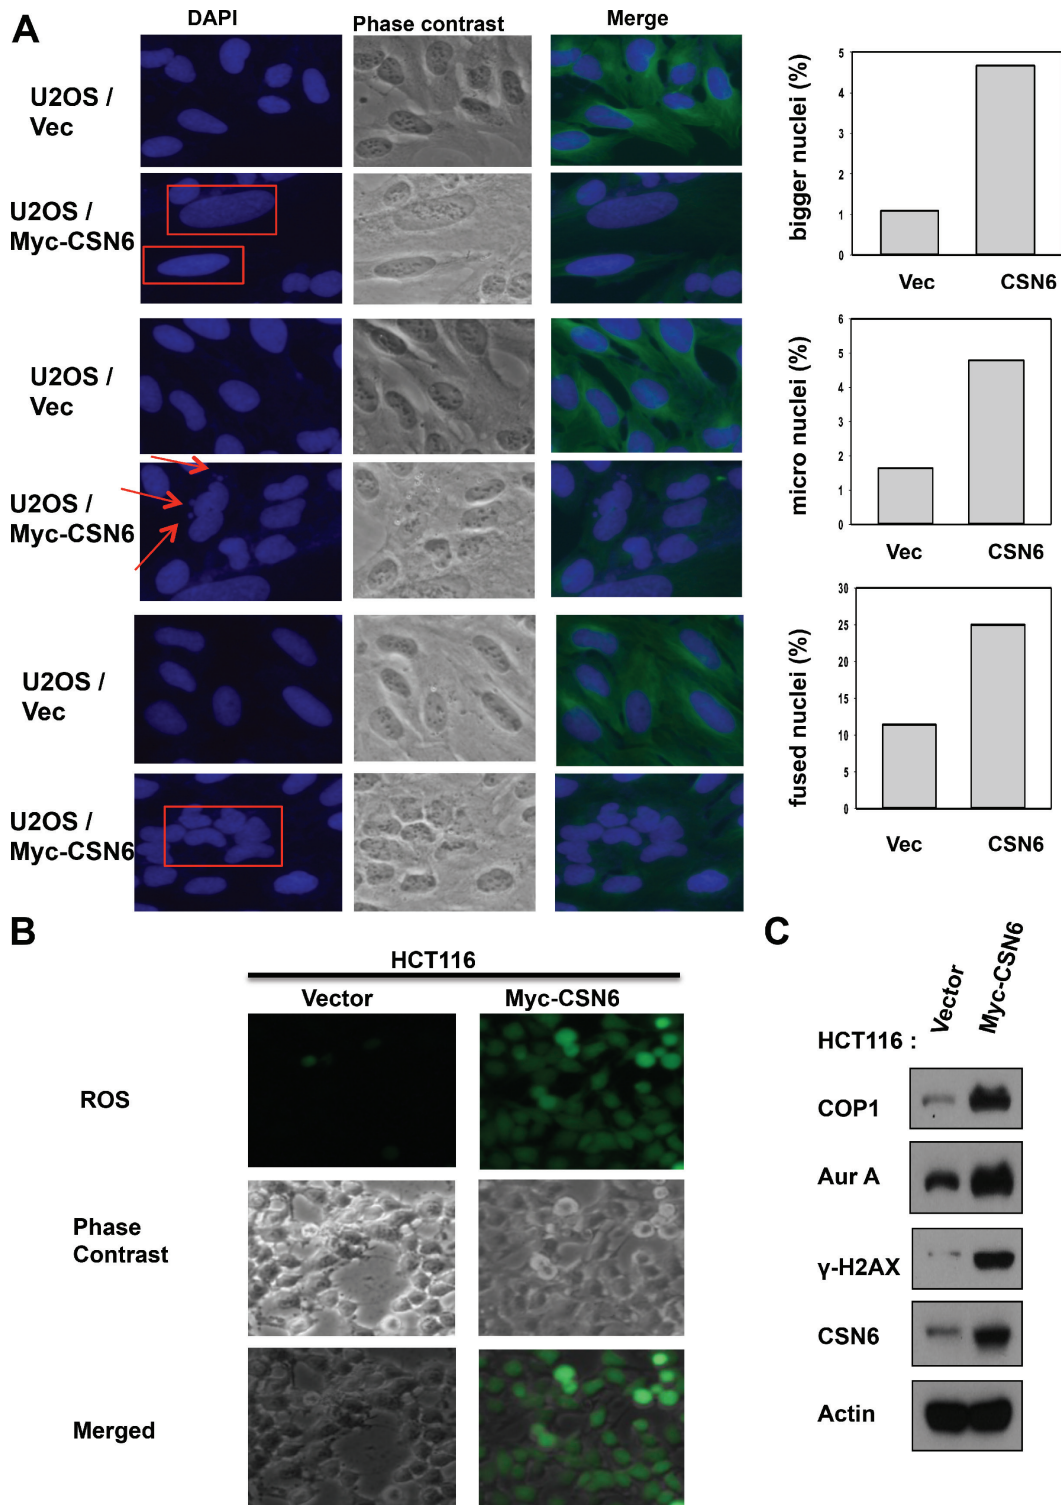 A
DAPI
Phase contrast
Merge
U2OS /
Vec
U2OS /
Myc-CSN6
U2OS /
Vec
U2OS /
Myc-CSN6
U2OS /
Vec
U2OS /
Myc-CSN6
bigger nuclei (%)
5
4
3
2
1
0
Vec
CSN6
micro nuclei (%)
6
5
4
3
2
1
0
Vec
CSN6
fused nuclei (%)
30
25
20
15
10
5
0
Vec
CSN6
B
HCT116
Vector
Myc-CSN6
ROS
Phase
Contrast
Merged
C
Vector
Myc-CSN6
HCT116 :
COP1
Aur A
γ-H2AX
CSN6
Actin